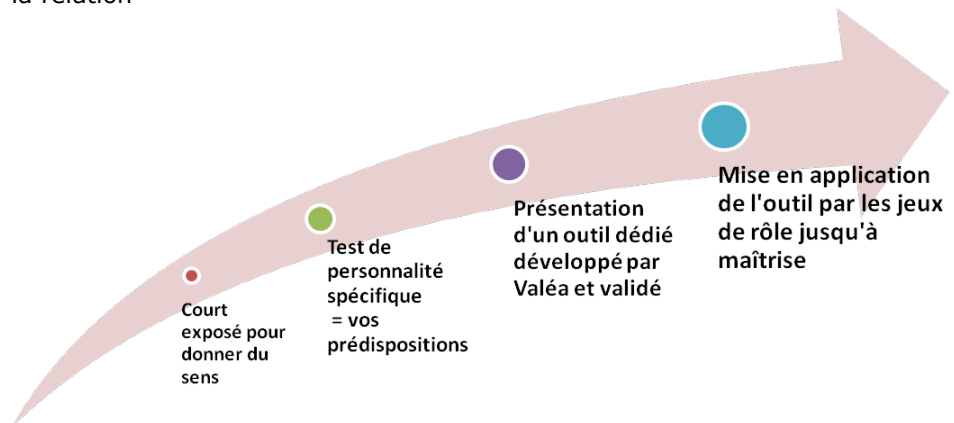 la relation
Court
exposé pour
donner du
sens
Test de
personnalité
spécifique
= vos
prédispositions
Présentation
d'un outil dédié
développé par
Valéa et validé
Mise en application
de l'outil par les jeux
de rôle jusqu'à
maîtrise